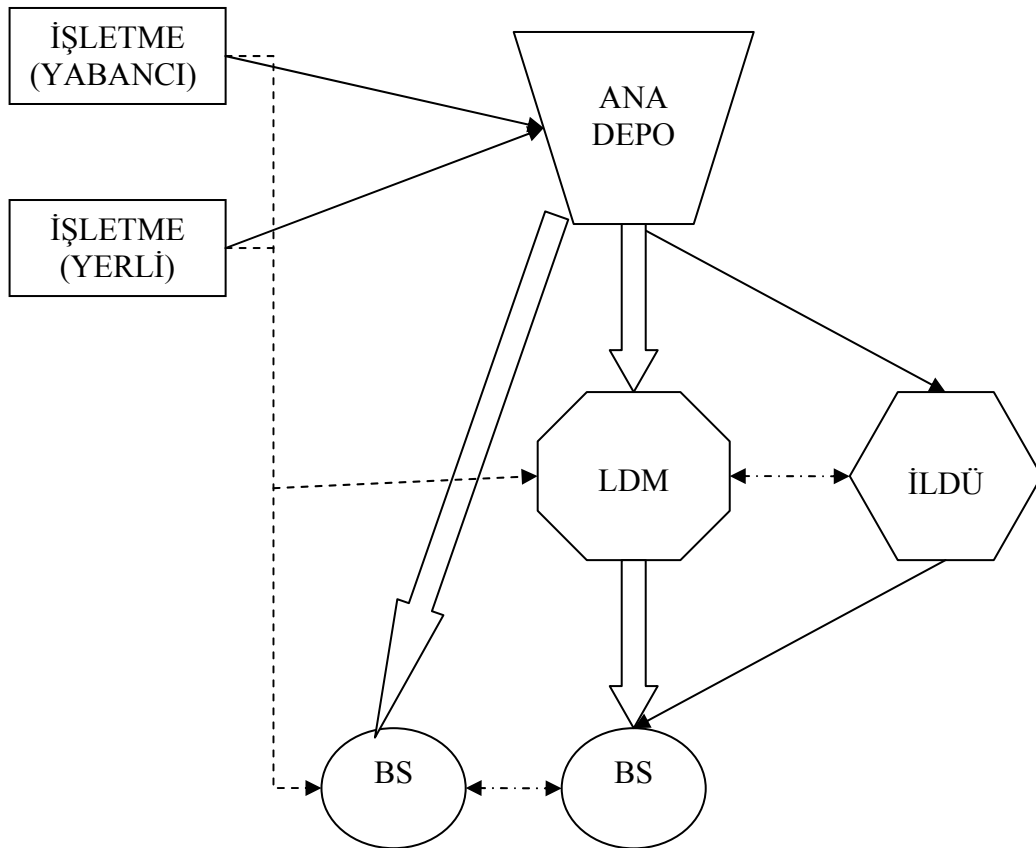 İŞLETME
(YABANCI)
ANA
DEPO
İŞLETME
(YERLİ)
LDM
İLDÜ
BS
BS